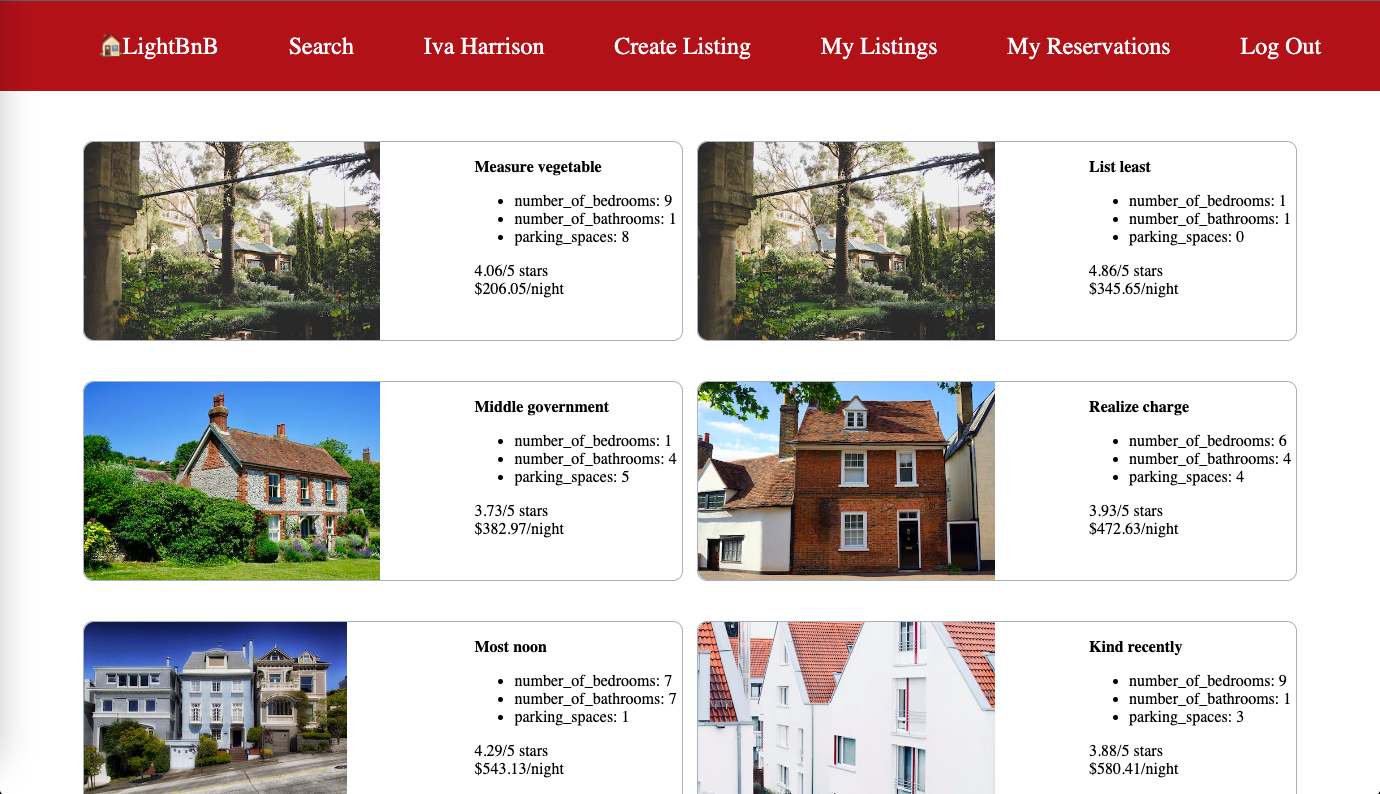 🏠LightBnB Search Iva Harrison Create Listing My Listings My Reservations Log Out
Measure vegetable
number_of_bedrooms: 9
number_of_bathrooms: 1
parking_spaces: 8
4.06/5 stars
$206.05/night
List least
number_of_bedrooms: 1
number_of_bathrooms: 1
parking_spaces: 0
4.86/5 stars
$345.65/night
Middle government
number_of_bedrooms: 1
number_of_bathrooms: 4
parking_spaces: 5
3.73/5 stars
$382.97/night
Realize charge
number_of_bedrooms: 6
number_of_bathrooms: 4
parking_spaces: 4
3.93/5 stars
$472.63/night
Most noon
number_of_bedrooms: 7
number_of_bathrooms: 7
parking_spaces: 1
4.29/5 stars
$543.13/night
Kind recently
number_of_bedrooms: 9
number_of_bathrooms: 1
parking_spaces: 3
3.88/5 stars
$580.41/night